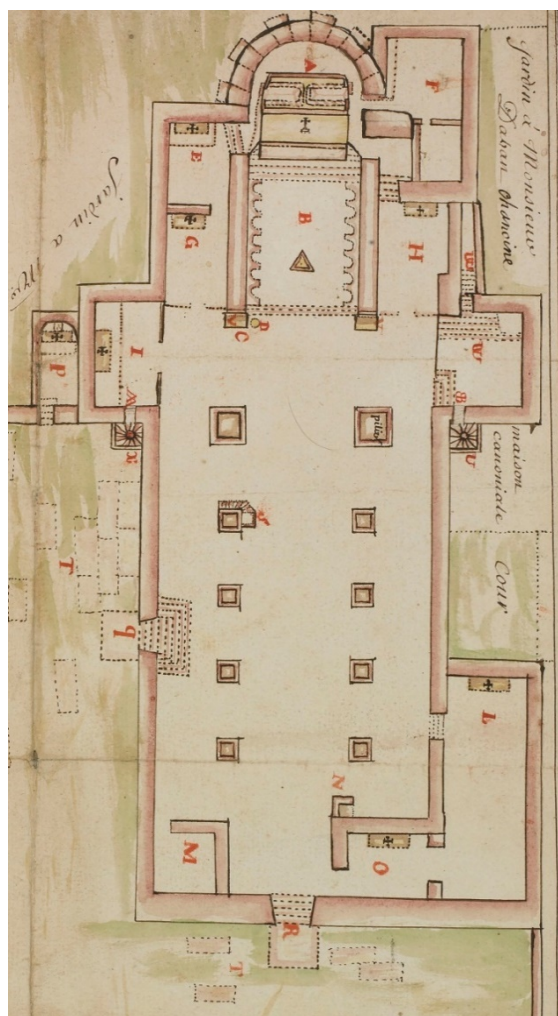 Jardin à Monsieur
Daban Chanoine
Jardin a
A
F
E
B
G
H
I
C
D
W
P
B
X
U
pilier
maison
canoniale
Cour
S
T
q
L
N
M
O
R
T